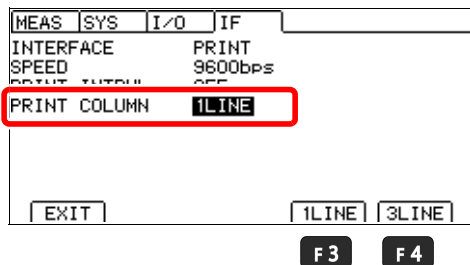 MEAS SYS I/O IF
INTERFACE PRINT
SPEED 9600bps
PRINT COLUMN 1LINE
EXIT 1LINE 3LINE
F3 F4